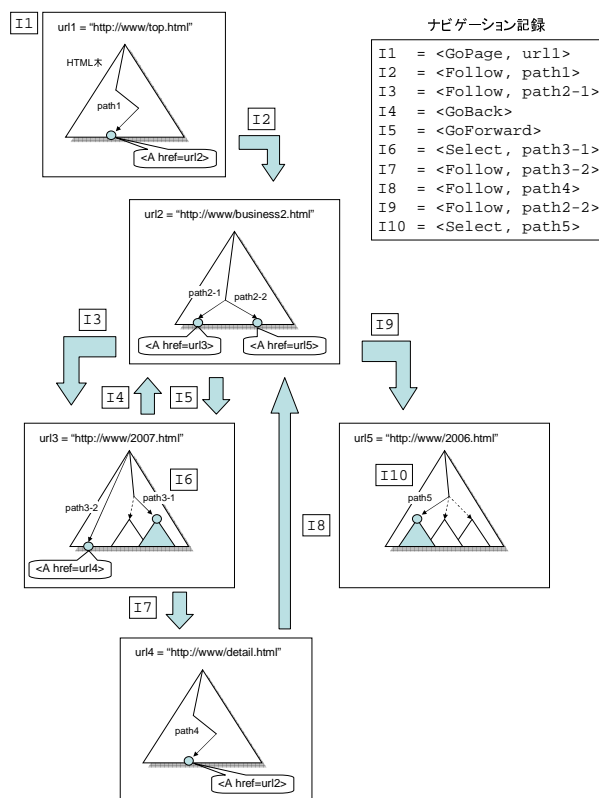 I1
url1 = “http://www/top.html”
HTML木
path1
<A href=url2>
I2
ナビゲーション記録
I1 = <GoPage, url1>
I2 = <Follow, path1>
I3 = <Follow, path2-1>
I4 = <GoBack>
I5 = <GoForward>
I6 = <Select, path3-1>
I7 = <Follow, path3-2>
I8 = <Follow, path4>
I9 = <Follow, path2-2>
I10 = <Select, path5>
url2 = “http://www/business2.html”
path2-1 path2-2
<A href=url3> <A href=url5>
I3
I9
I4 I5
url3 = “http://www/2007.html”
I6
path3-1
path3-2
<A href=url4>
url5 = “http://www/2006.html”
I10
path5
I8
I7
url4 = “http://www/detail.html”
path4
<A href=url2>